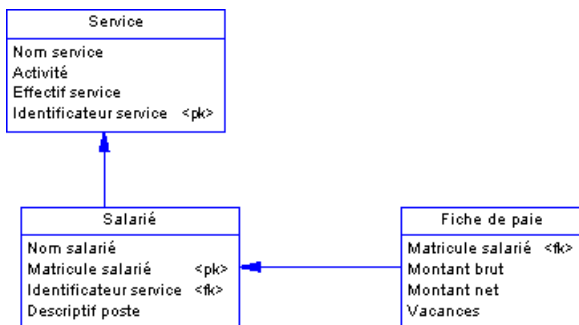 Service
Nom service
Activité
Effectif service
Identificateur service <pk>
Salarié
Nom salarié
Matricule salarié <pk>
Identificateur service <fk>
Descriptif poste
Fiche de paie
Matricule salarié <fk>
Montant brut
Montant net
Vacances